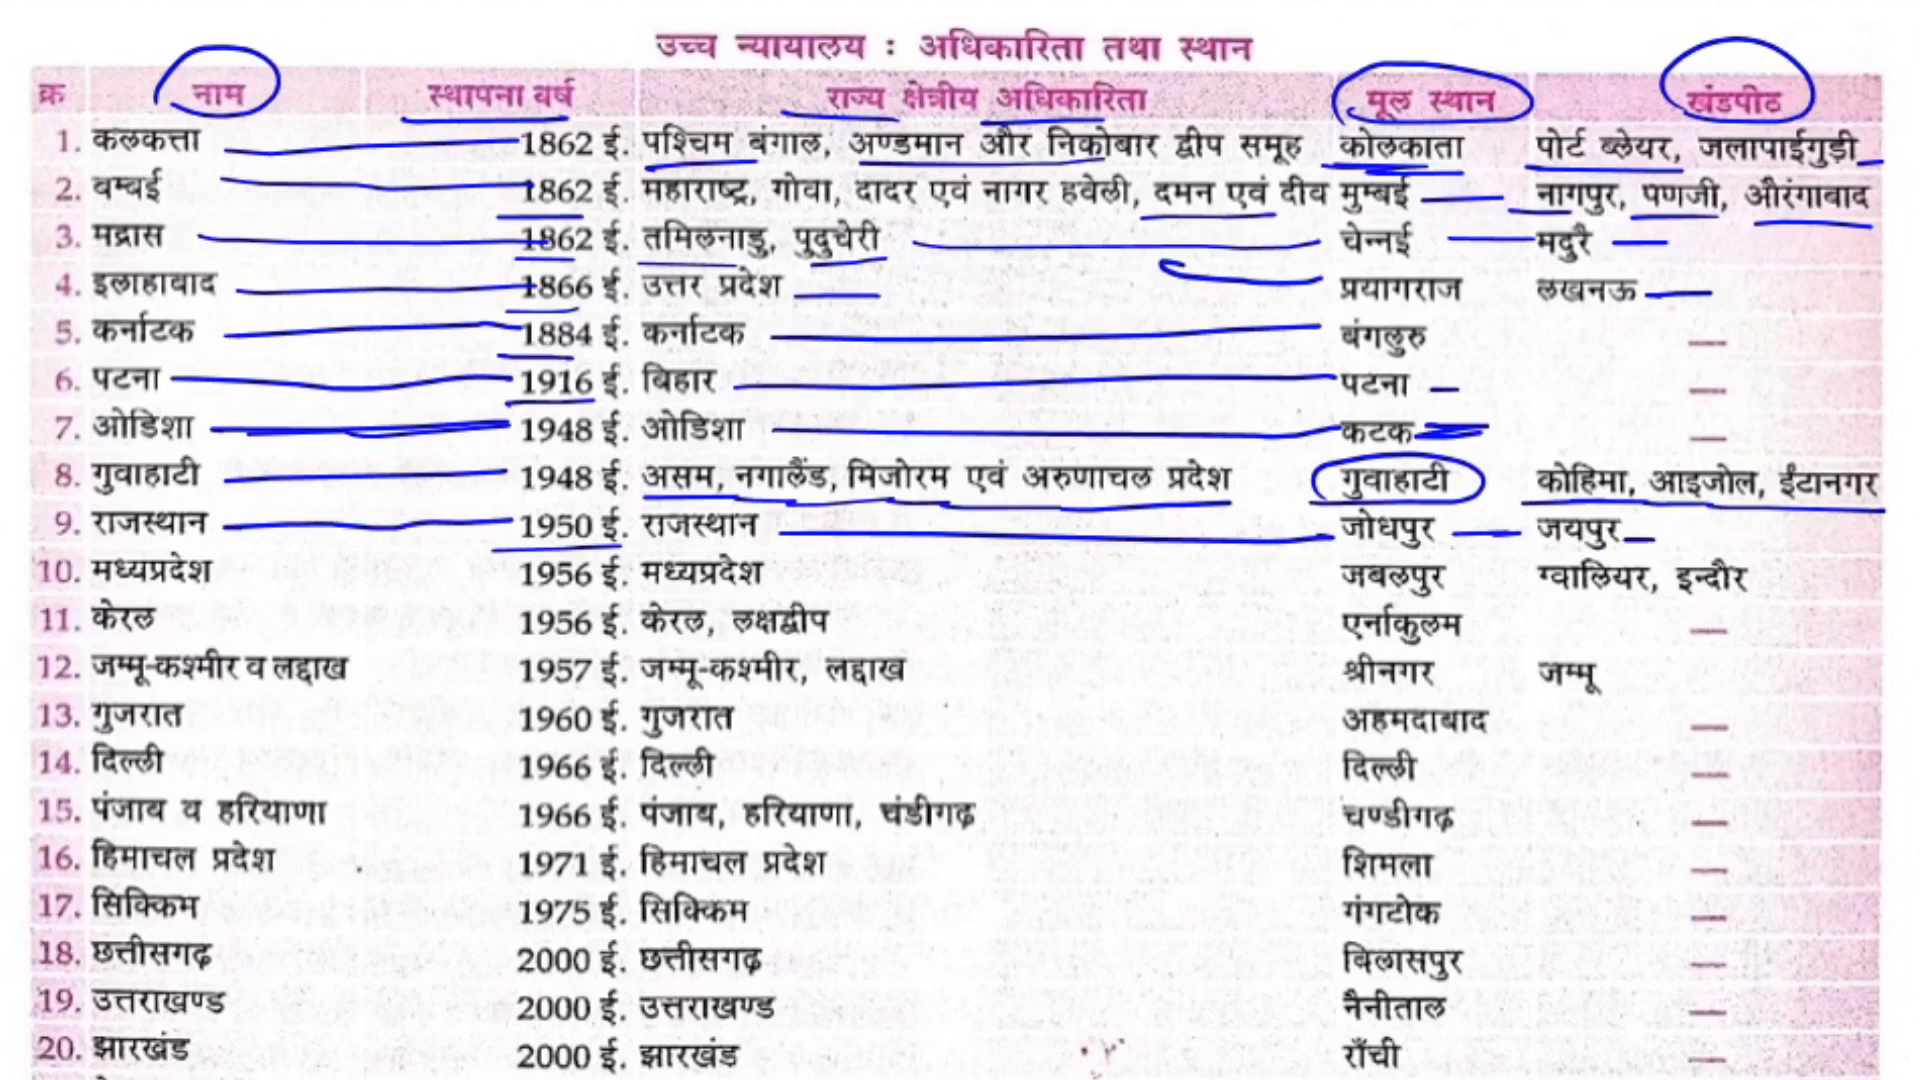 उच्च न्यायालय : अधिकारिता तथा स्थान
क्र नाम स्थापना वर्ष राज्य क्षेत्रीय अधिकारिता मूल स्थान खंडपीठ
1. कलकत्ता 1862 ई. पश्चिम बंगाल, अण्डमान और निकोबार द्वीप समूह कोलकाता पोर्ट ब्लेयर, जलापाईगुड़ी
2. बम्बई 1862 ई. महाराष्ट्र, गोवा, दादर एवं नागर हवेली, दमन एवं दीव मुम्बई नागपुर, पणजी, औरंगाबाद
3. मद्रास 1862 ई. तमिलनाडु, पुदुचेरी चेन्नई मदुरै
4. इलाहाबाद 1866 ई. उत्तर प्रदेश प्रयागराज लखनऊ
5. कर्नाटक 1884 ई. कर्नाटक बंगलुरु —
6. पटना 1916 ई. बिहार पटना —
7. ओडिशा 1948 ई. ओडिशा कटक —
8. गुवाहाटी 1948 ई. असम, नगालैंड, मिजोरम एवं अरुणाचल प्रदेश गुवाहाटी कोहिमा, आइजोल, ईंटानगर
9. राजस्थान 1950 ई. राजस्थान जोधपुर जयपुर
10. मध्यप्रदेश 1956 ई. मध्यप्रदेश जबलपुर ग्वालियर, इन्दौर
11. केरल 1956 ई. केरल, लक्षद्वीप एर्नाकुलम —
12. जम्मू-कश्मीर व लद्दाख 1957 ई. जम्मू-कश्मीर, लद्दाख श्रीनगर जम्मू
13. गुजरात 1960 ई. गुजरात अहमदाबाद —
14. दिल्ली 1966 ई. दिल्ली दिल्ली —
15. पंजाब व हरियाणा 1966 ई. पंजाब, हरियाणा, चंडीगढ़ चण्डीगढ़ —
16. हिमाचल प्रदेश 1971 ई. हिमाचल प्रदेश शिमला —
17. सिक्किम 1975 ई. सिक्किम गंगटोक —
18. छत्तीसगढ़ 2000 ई. छत्तीसगढ़ बिलासपुर —
19. उत्तराखण्ड 2000 ई. उत्तराखण्ड नैनीताल —
20. झारखंड 2000 ई. झारखंड राँची —